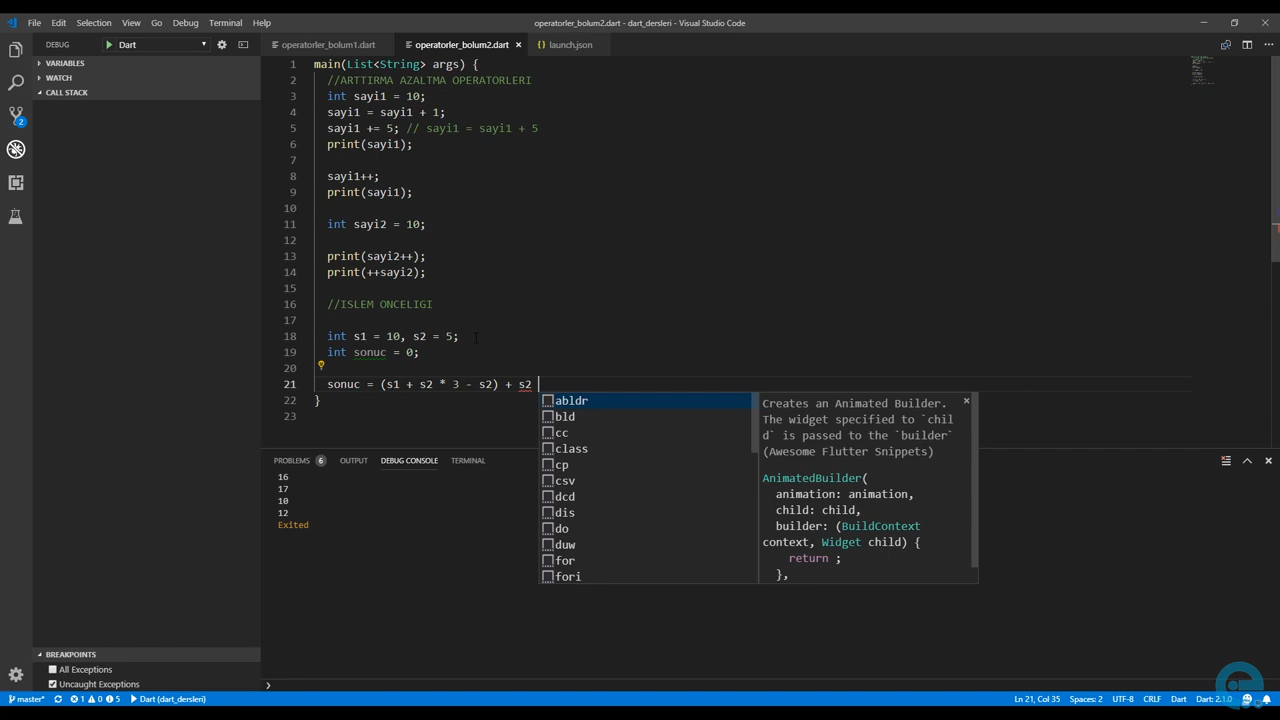 File Edit Selection View Go Debug Terminal Help
operatorler_bolum2.dart - dart_dersleri - Visual Studio Code
DEBUG Dart
operatorler_bolum1.dart operatorler_bolum2.dart × launch.json
VARIABLES
WATCH
CALL STACK
2
1 main(List<String> args) {
2 //ARTTIRMA AZALTMA OPERATORLERI
3 int sayi1 = 10;
4 sayi1 = sayi1 + 1;
5 sayi1 += 5; // sayi1 = sayi1 + 5
6 print(sayi1);
7
8 sayi1++;
9 print(sayi1);
10
11 int sayi2 = 10;
12
13 print(sayi2++);
14 print(++sayi2);
15
16 //ISLEM ONCELIGI
17
18 int s1 = 10, s2 = 5;
19 int sonuc = 0;
20
21 sonuc = (s1 + s2 * 3 - s2) + s2
22 }
23
abldr
bld
cc
class
cp
csv
dcd
dis
do
duw
for
fori
Creates an Animated Builder.
The widget specified to `chil
d` is passed to the `builder`
(Awesome Flutter Snippets)
AnimatedBuilder(
animation: animation,
child: child,
builder: (BuildContext
context, Widget child) {
return ;
},
PROBLEMS 6 OUTPUT DEBUG CONSOLE TERMINAL
16
17
10
12
Exited
BREAKPOINTS
All Exceptions
Uncaught Exceptions
master* 1 0 5 Dart (dart_dersleri)
Ln 21, Col 35 Spaces: 2 UTF-8 CRLF Dart Dart: 2.1.0